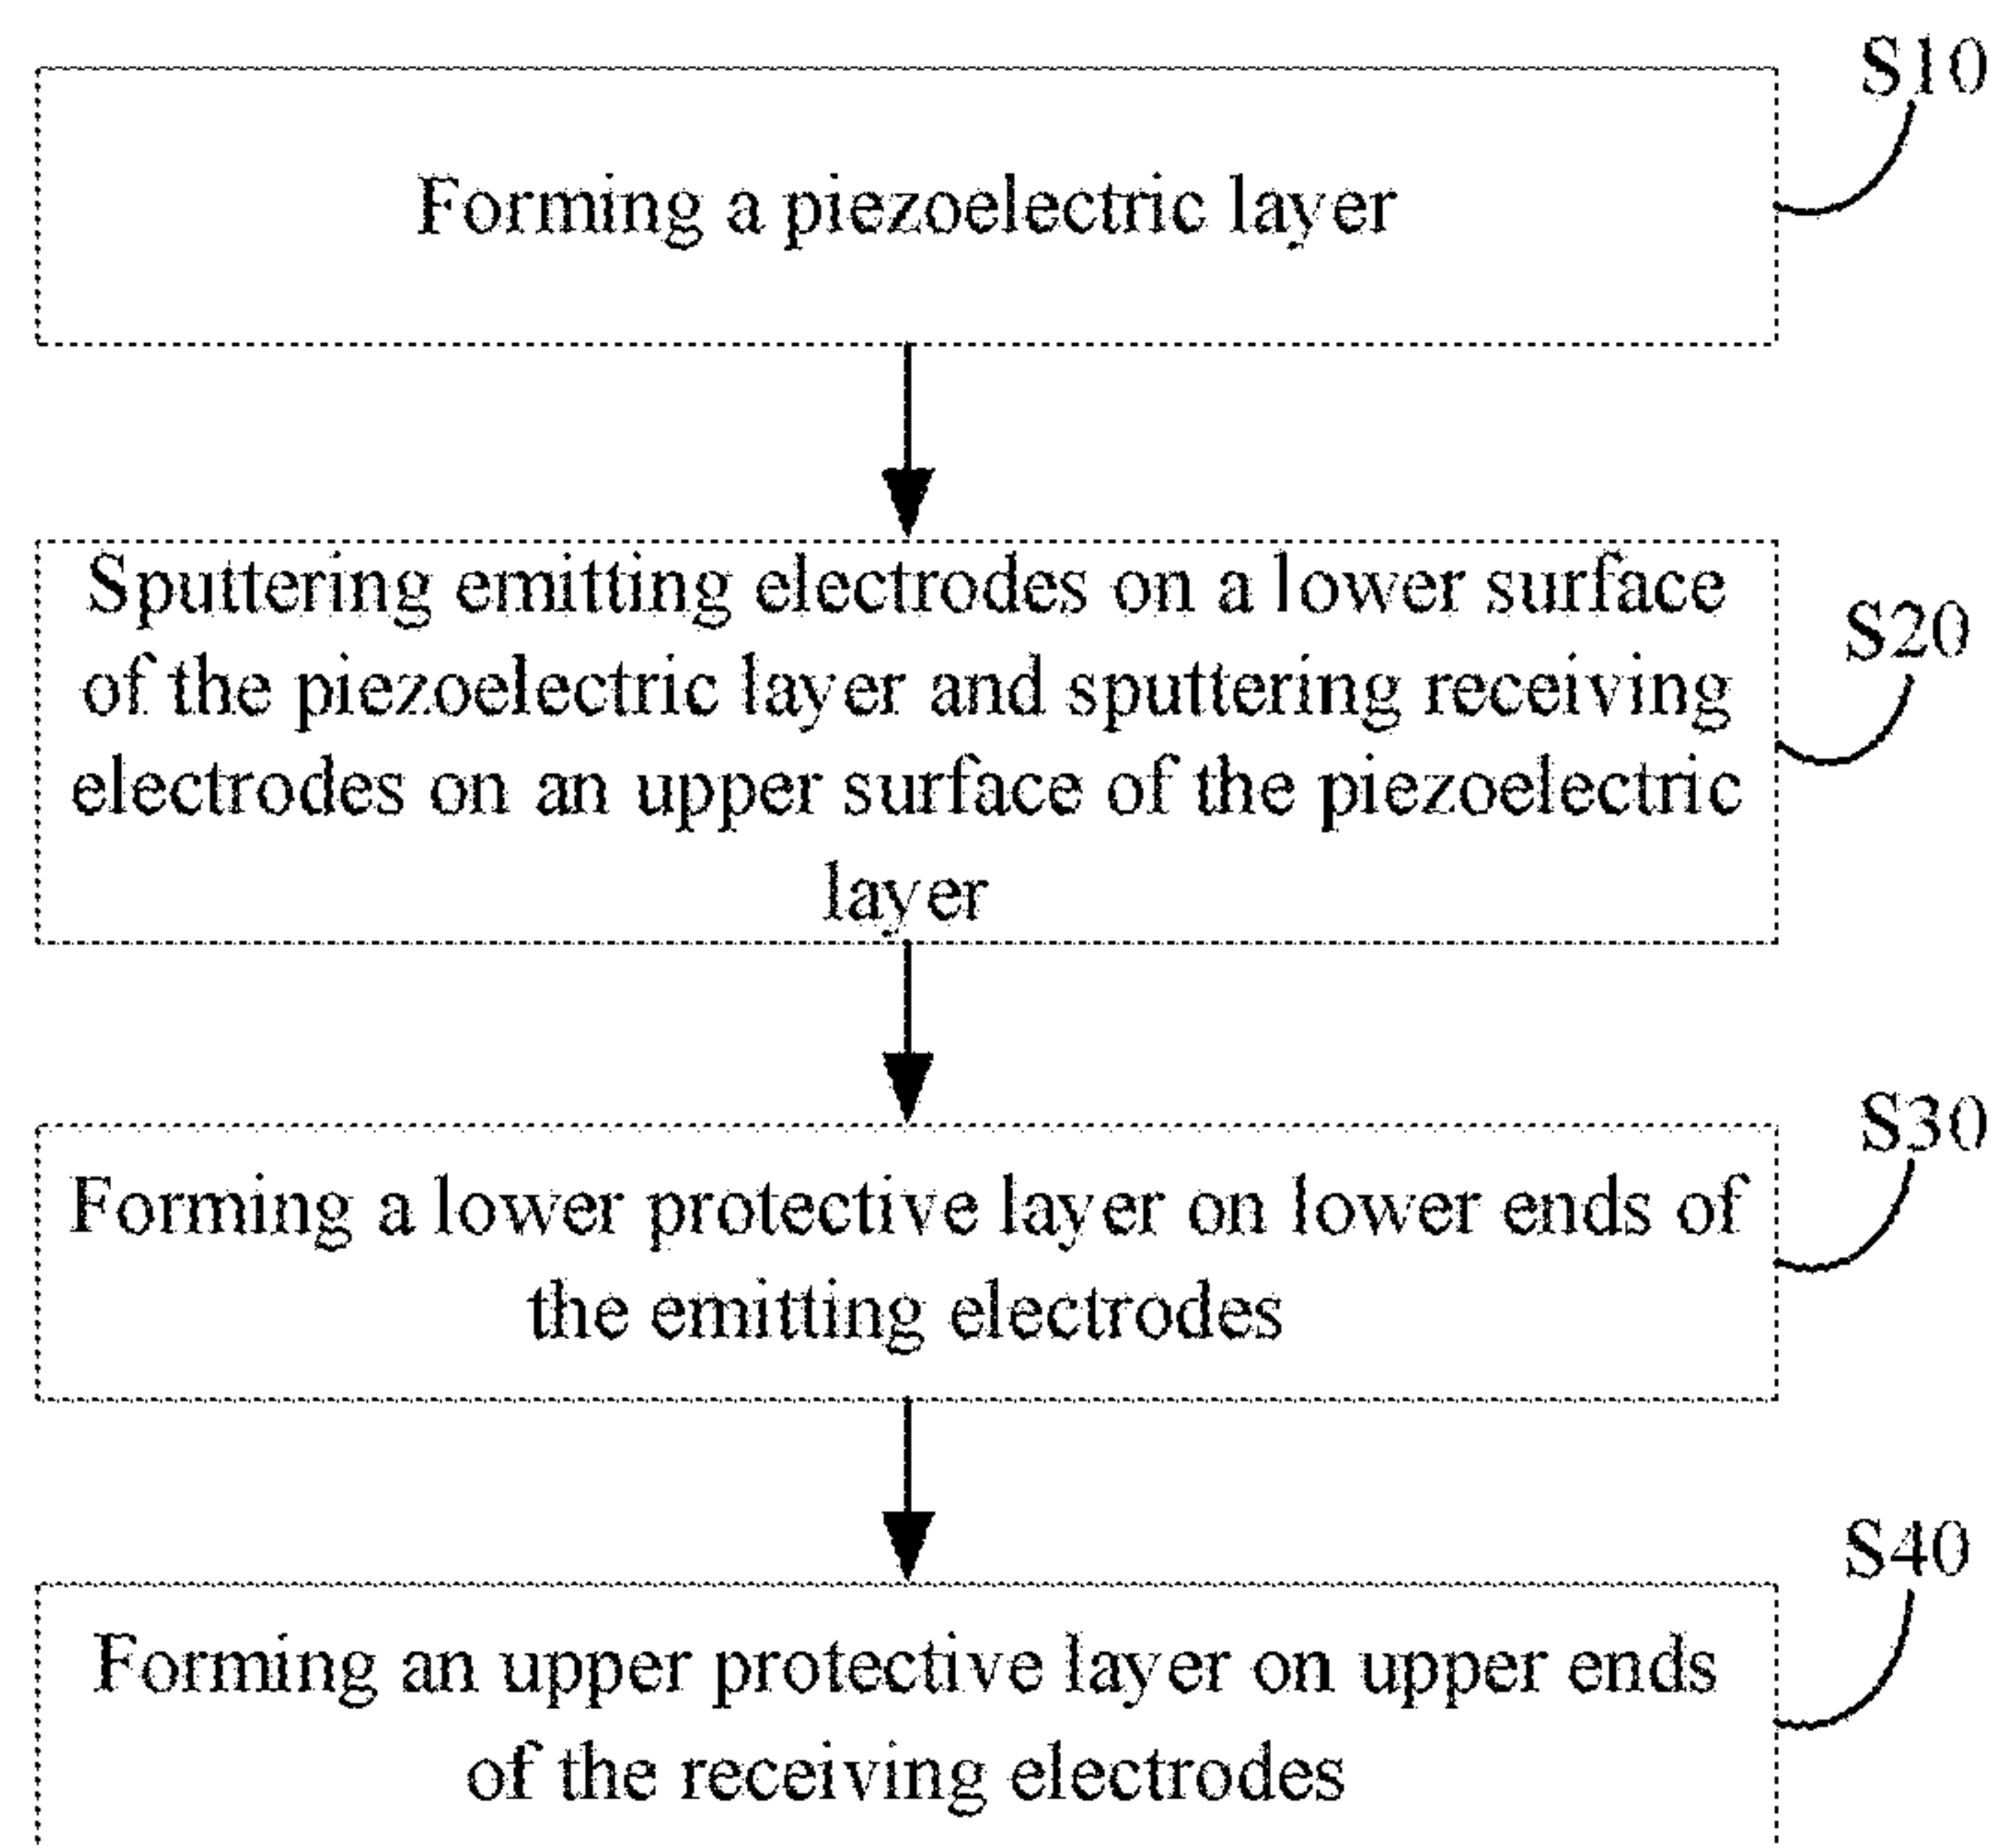 S10
Forming a piezoelectric layer
Sputtering emitting electrodes on a lower surface
S20
of the piezoelectric layer and sputtering receiving
electrodes on an upper surface of the piezoelectric
layer
S30
Forming a lower protective layer on lower ends of
the emitting electrodes
S40
Forming an upper protective layer on upper ends
of the receiving electrodes